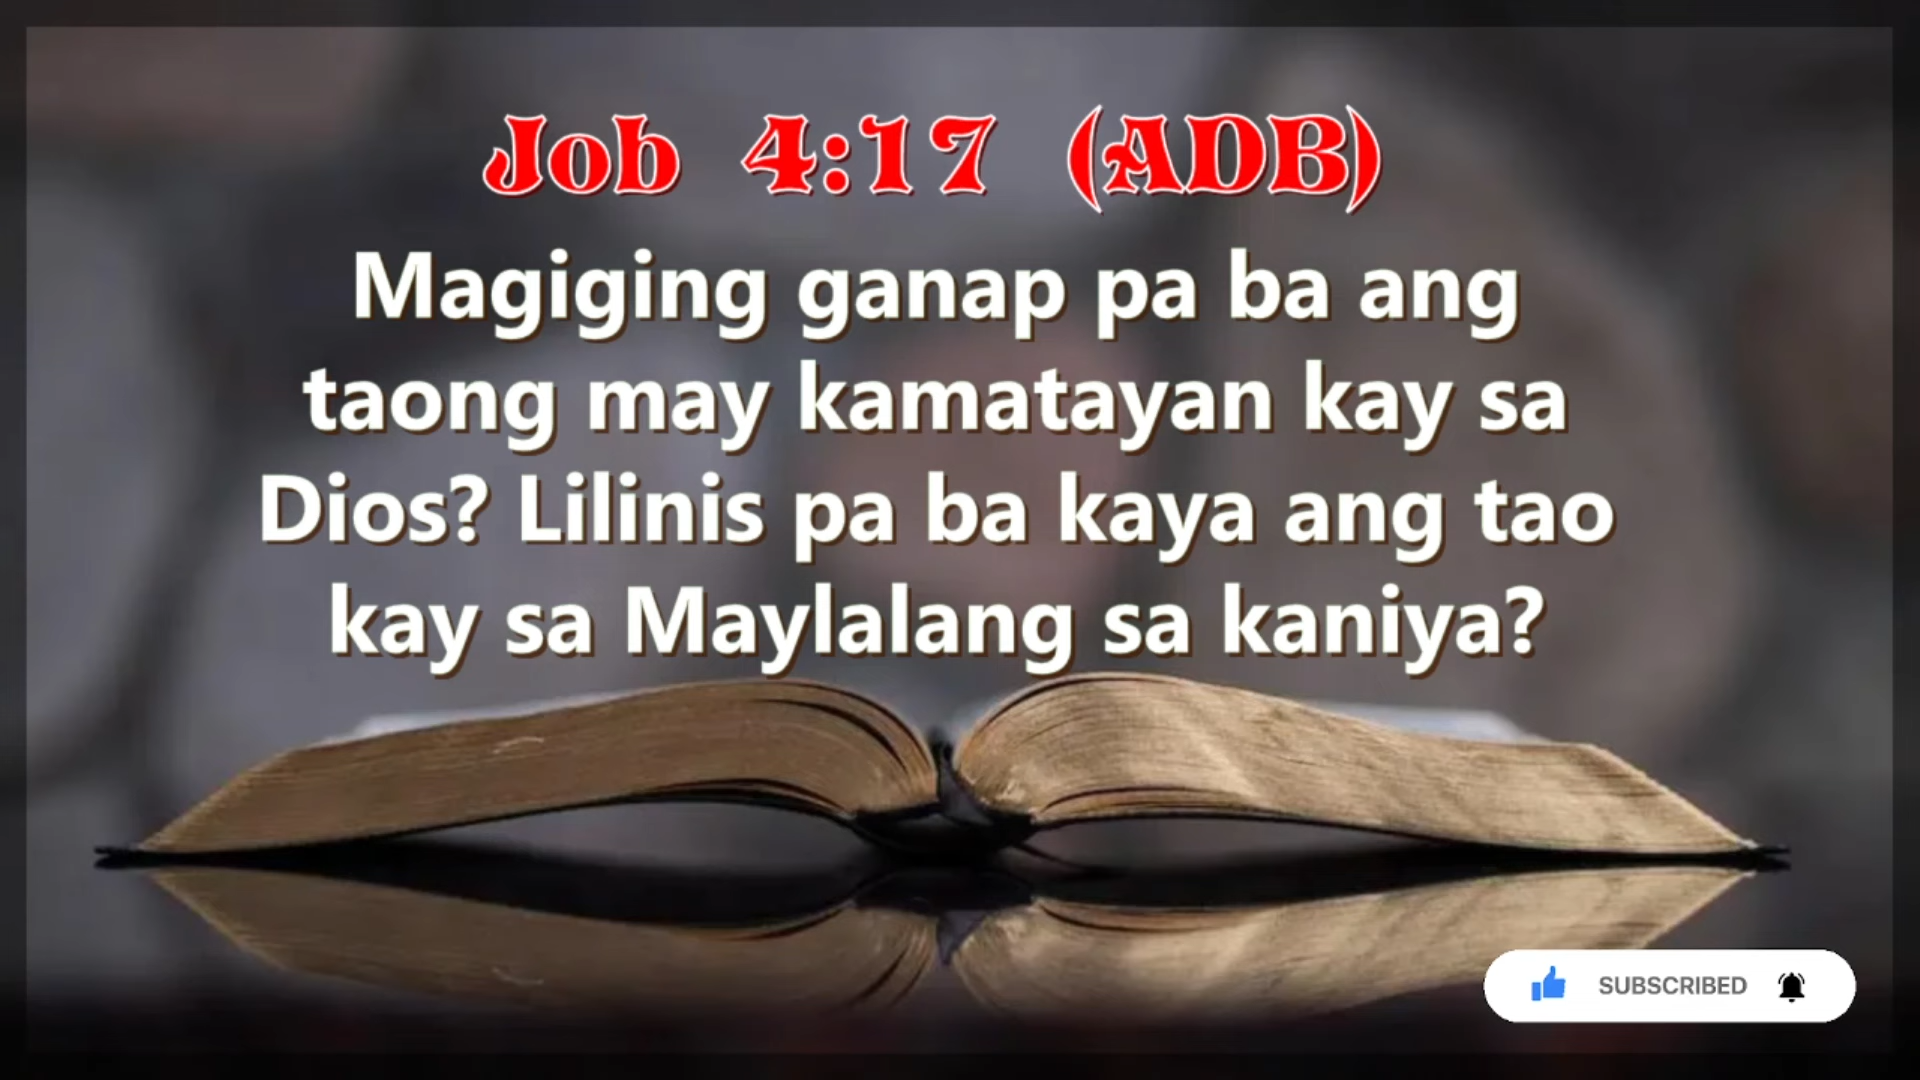 Job 4:17 (ADB)
Magiging ganap pa ba ang
taong may kamatayan kay sa
Dios? Lilinis pa ba kaya ang tao
kay sa Maylalang sa kaniya?
SUBSCRIBED